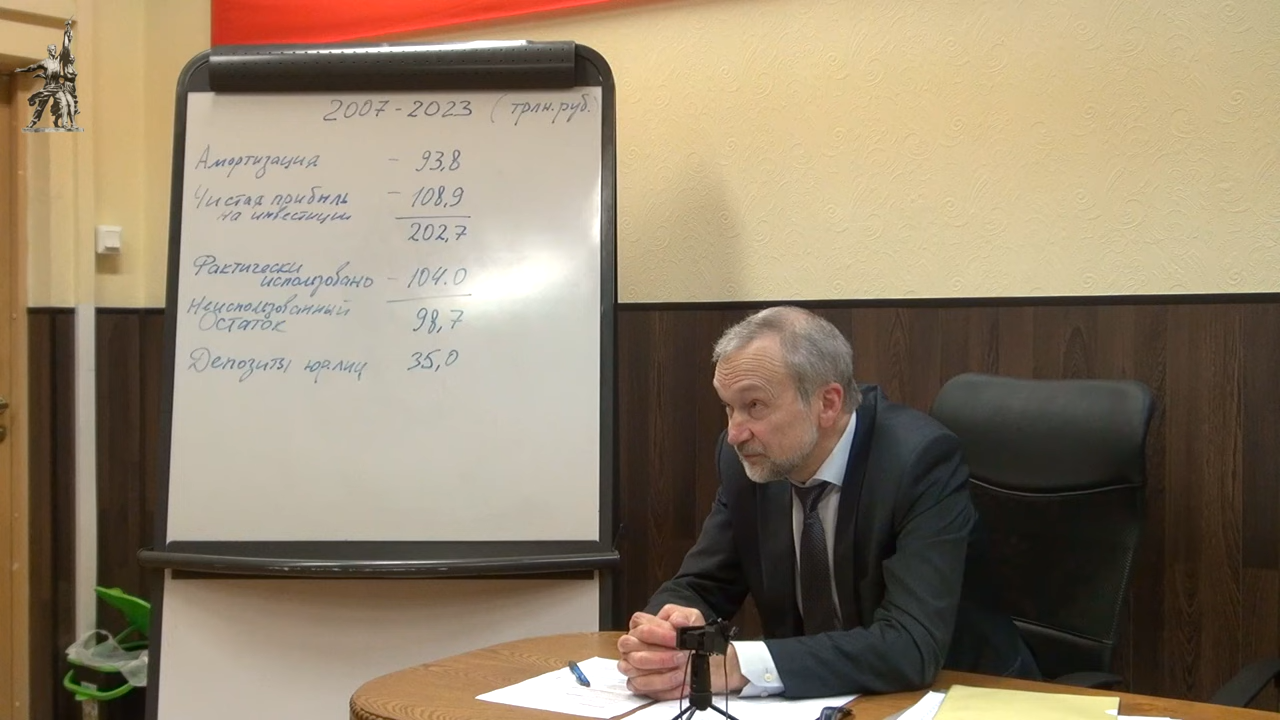 2007-2023 (трлн.руб.)
Амортизация - 93,8
Чистая прибыль - 108,9
на инвестиции
202,7
Фактически
использовано - 104.0
Неиспользованный
Остаток 98,7
Депозиты юрлиц 35,0